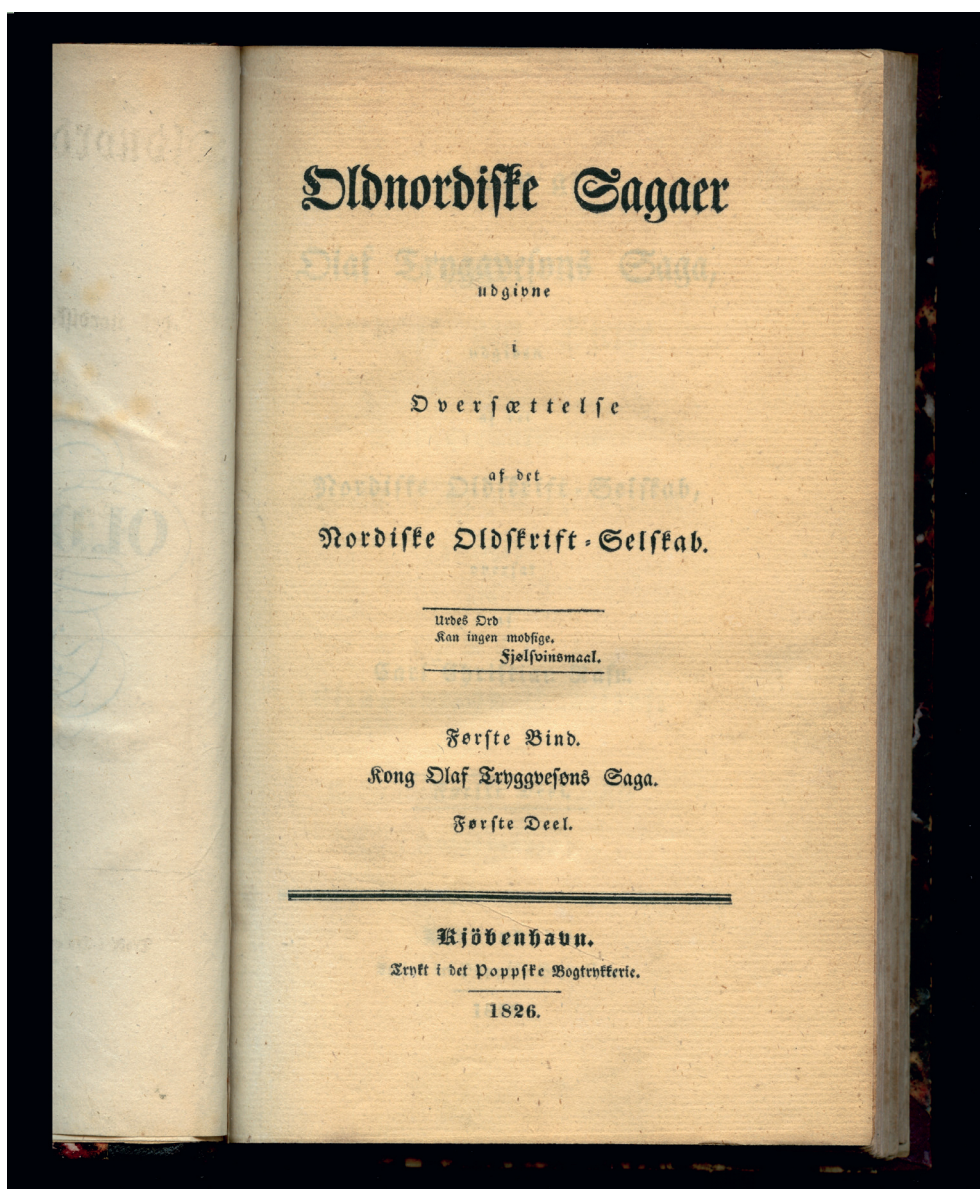 Oldnordiske Sagaer
udgivne
i
Oversættelse
af det
Nordiske Oldskrift-Selskab.
Urdes Ord
Kan ingen modsige.
Fjølsvinsmaal.
Første Bind.
Kong Olaf Tryggvesøns Saga.
Første Deel.
Kjöbenhavn.
Trykt i det Poppske Bogtrykkerie.
1826.